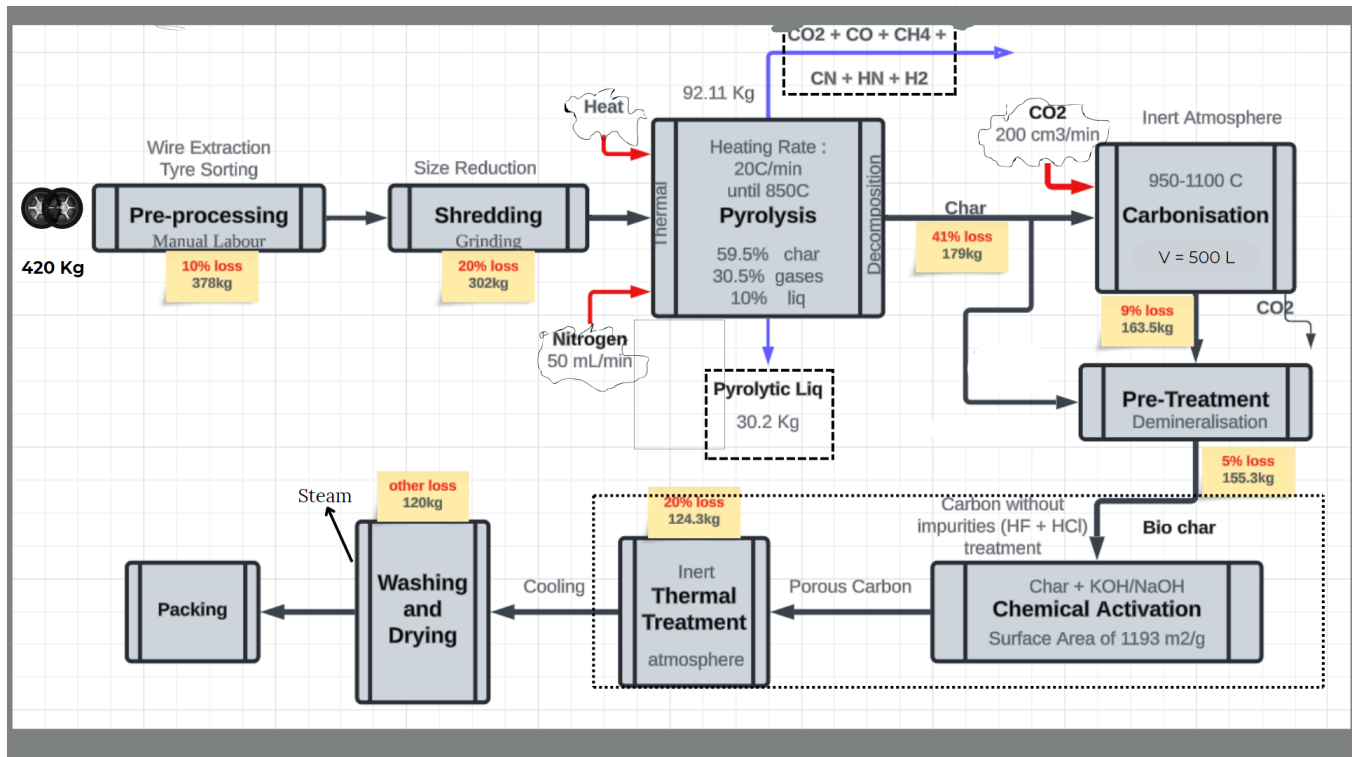 CO2 + CO + CH4 +
CN + HN + H2
92.11 Kg
Heat
CO2
200 cm3/min
Inert Atmosphere
Wire Extraction
Tyre Sorting
Size Reduction
420 Kg
Pre-processing
Manual Labour
10% loss
378kg
Shredding
Grinding
20% loss
302kg
Thermal
Heating Rate :
20C/min
until 850C
Pyrolysis
59.5% char
30.5% gases
10% liq
Decomposition
Nitrogen
50 mL/min
Char
41% loss
179kg
950-1100 C
Carbonisation
V = 500 L
9% loss
163.5kg
CO2
Pyrolytic Liq
30.2 Kg
Pre-Treatment
Demineralisation
5% loss
155.3kg
Carbon without
impurities (HF + HCl)
treatment
Bio char
Char + KOH/NaOH
Chemical Activation
Surface Area of 1193 m2/g
Porous Carbon
20% loss
124.3kg
Inert
Thermal
Treatment
atmosphere
Cooling
other loss
120kg
Steam
Washing
and
Drying
Packing